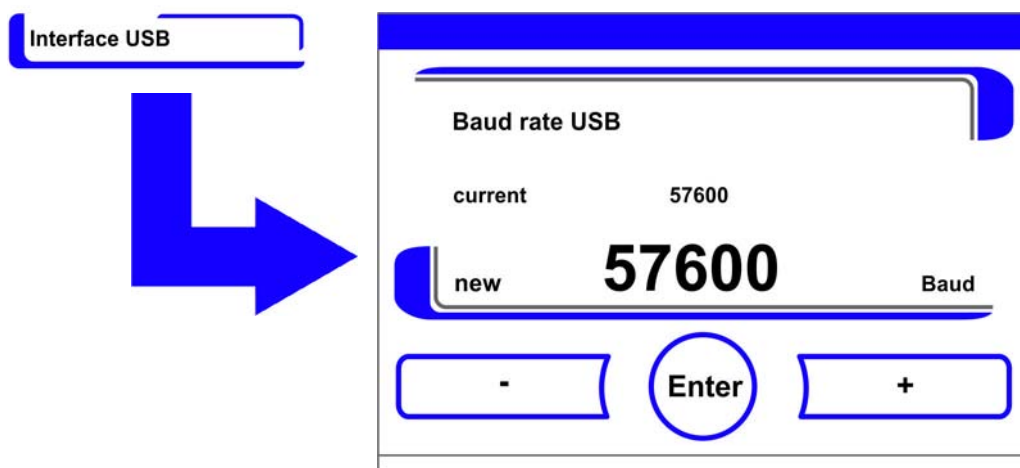 Interface USB
Baud rate USB
current 57600
new 57600 Baud
- Enter +